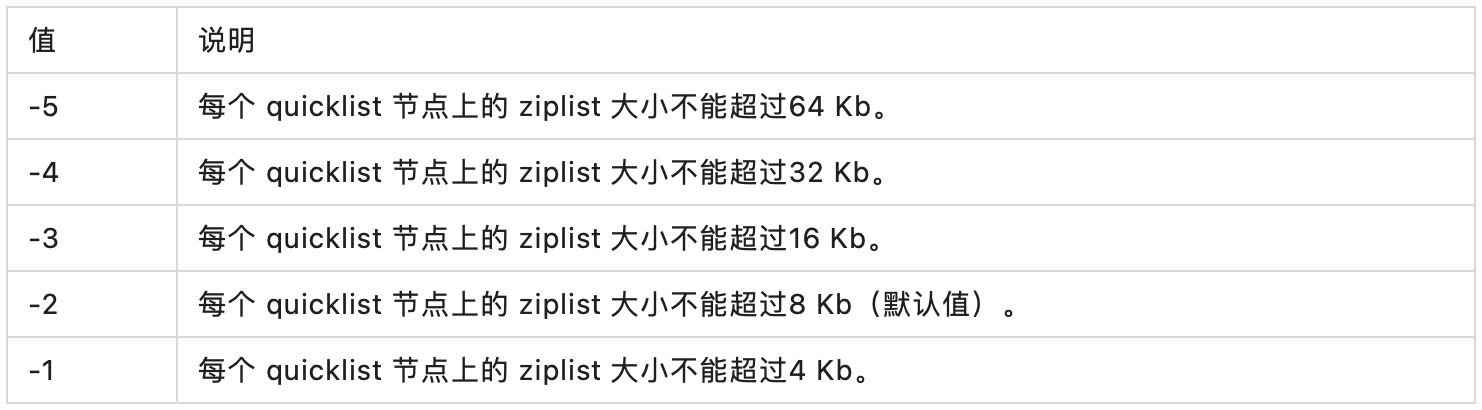 值 说明
-5 每个 quicklist 节点上的 ziplist 大小不能超过64 Kb。
-4 每个 quicklist 节点上的 ziplist 大小不能超过32 Kb。
-3 每个 quicklist 节点上的 ziplist 大小不能超过16 Kb。
-2 每个 quicklist 节点上的 ziplist 大小不能超过8 Kb（默认值）。
-1 每个 quicklist 节点上的 ziplist 大小不能超过4 Kb。